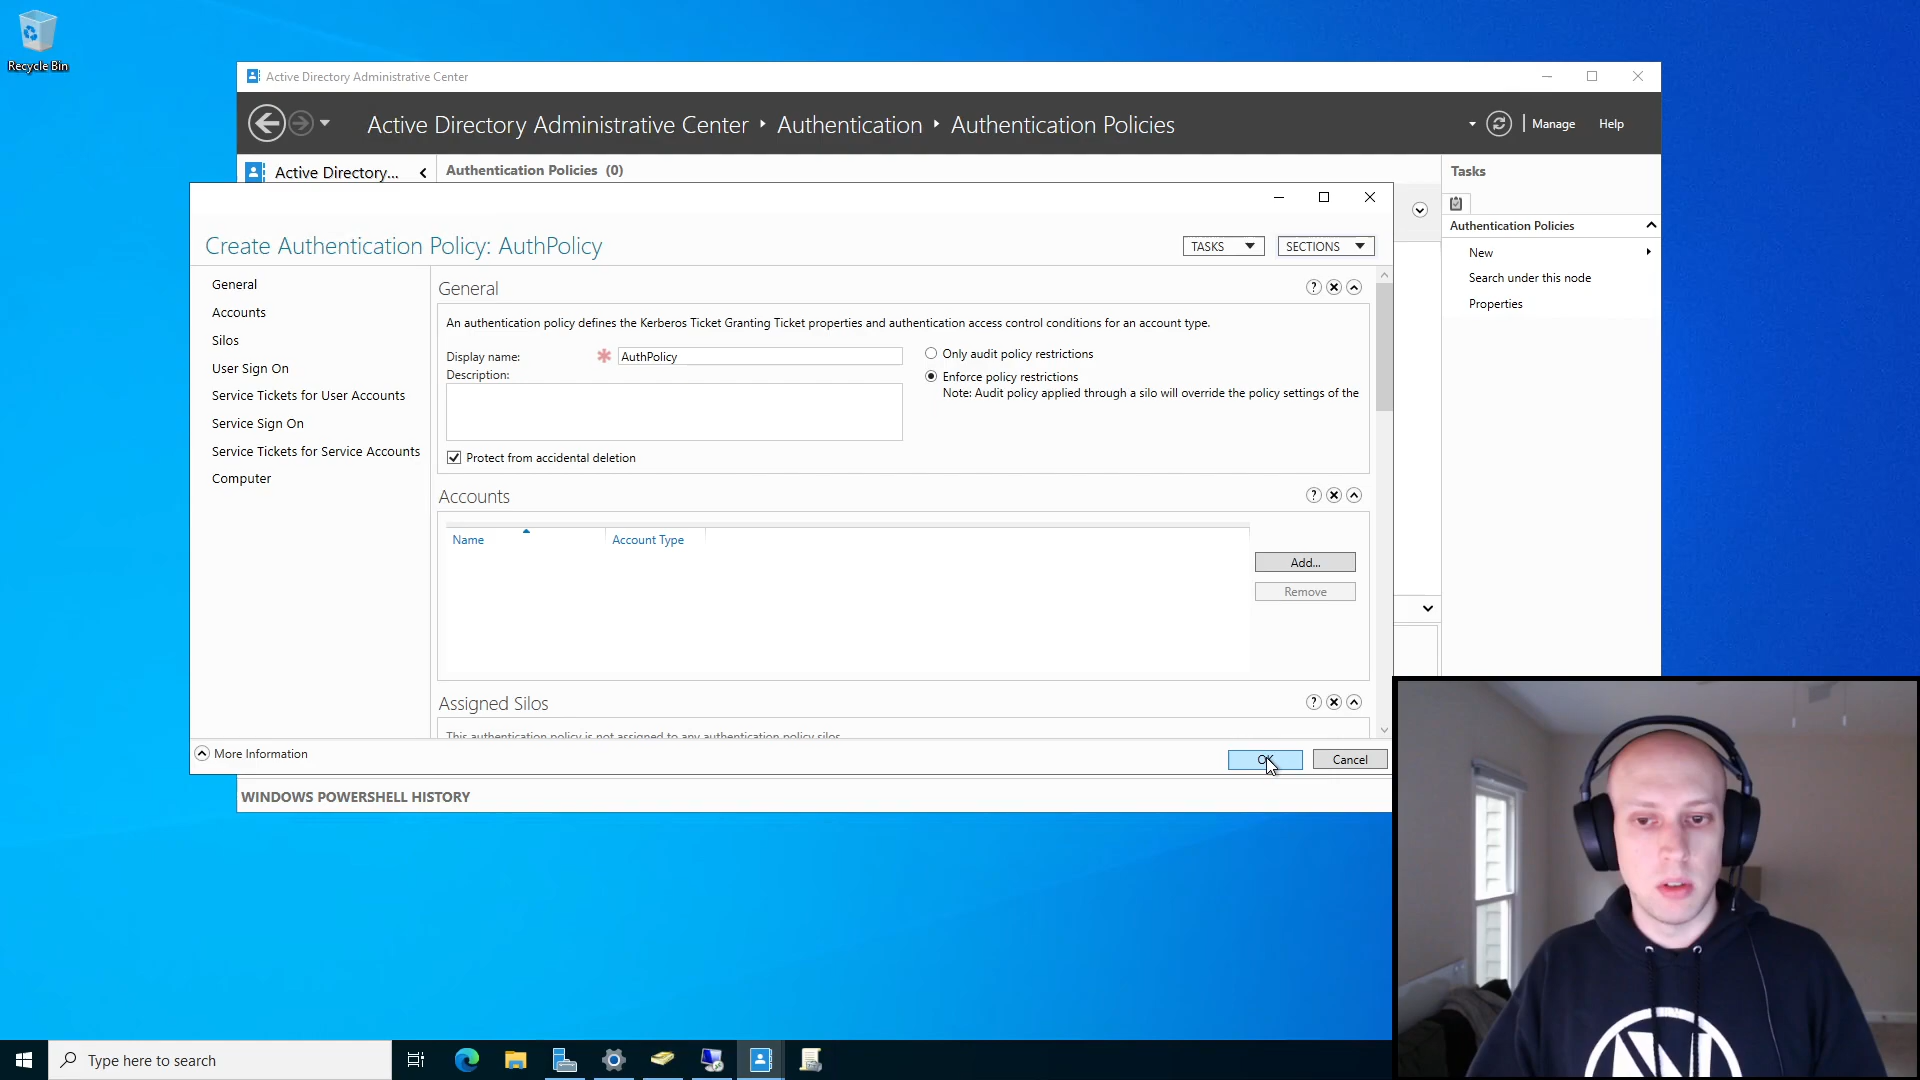 Recycle Bin
Active Directory Administrative Center
Active Directory Administrative Center Authentication Authentication Policies
Manage
Help
Active Directory...
Authentication Policies (0)
Tasks
Authentication Policies
New
Search under this node
Properties
Create Authentication Policy: AuthPolicy
TASKS
SECTIONS
General
Accounts
Silos
User Sign On
Service Tickets for User Accounts
Service Sign On
Service Tickets for Service Accounts
Computer
General
An authentication policy defines the Kerberos Ticket Granting Ticket properties and authentication access control conditions for an account type.
Display name:
AuthPolicy
Description:
Only audit policy restrictions
Enforce policy restrictions
Note: Audit policy applied through a silo will override the policy settings of the
Protect from accidental deletion
Accounts
Name
Account Type
Add...
Remove
Assigned Silos
This authentication policy is not assigned to any authentication policy silos.
More Information
OK
Cancel
WINDOWS POWERSHELL HISTORY
Type here to search